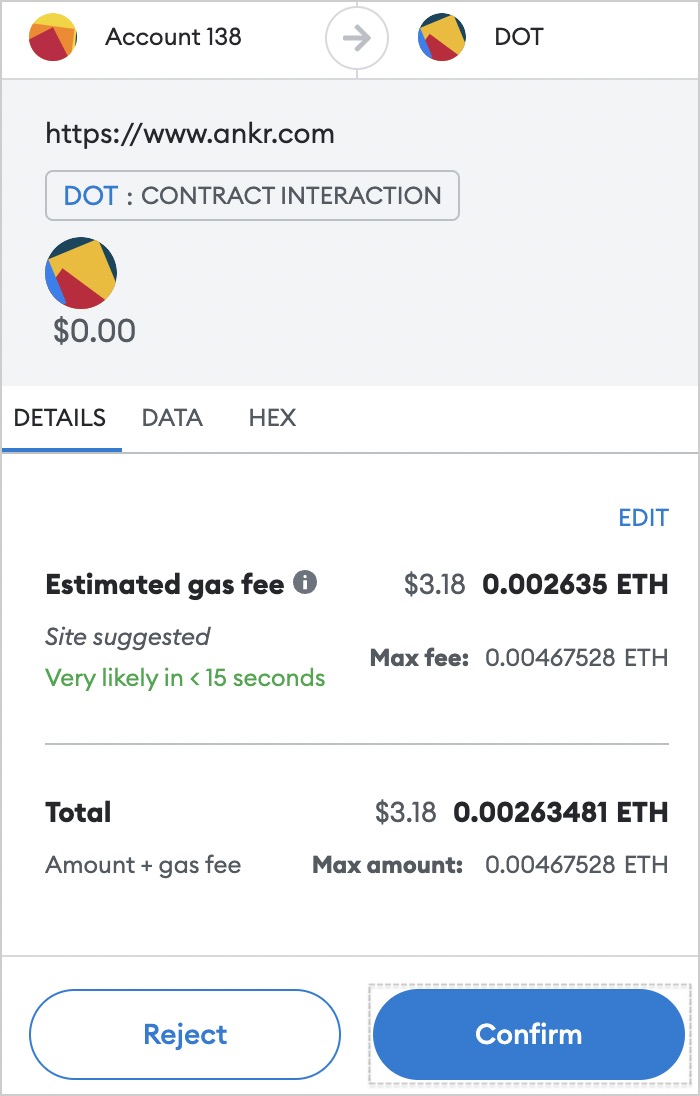 Account 138 DOT
https://www.ankr.com
DOT : CONTRACT INTERACTION
$0.00
DETAILS DATA HEX
EDIT
Estimated gas fee $3.18 0.002635 ETH
Site suggested
Max fee: 0.00467528 ETH
Very likely in < 15 seconds
Total $3.18 0.00263481 ETH
Amount + gas fee Max amount: 0.00467528 ETH
Reject Confirm